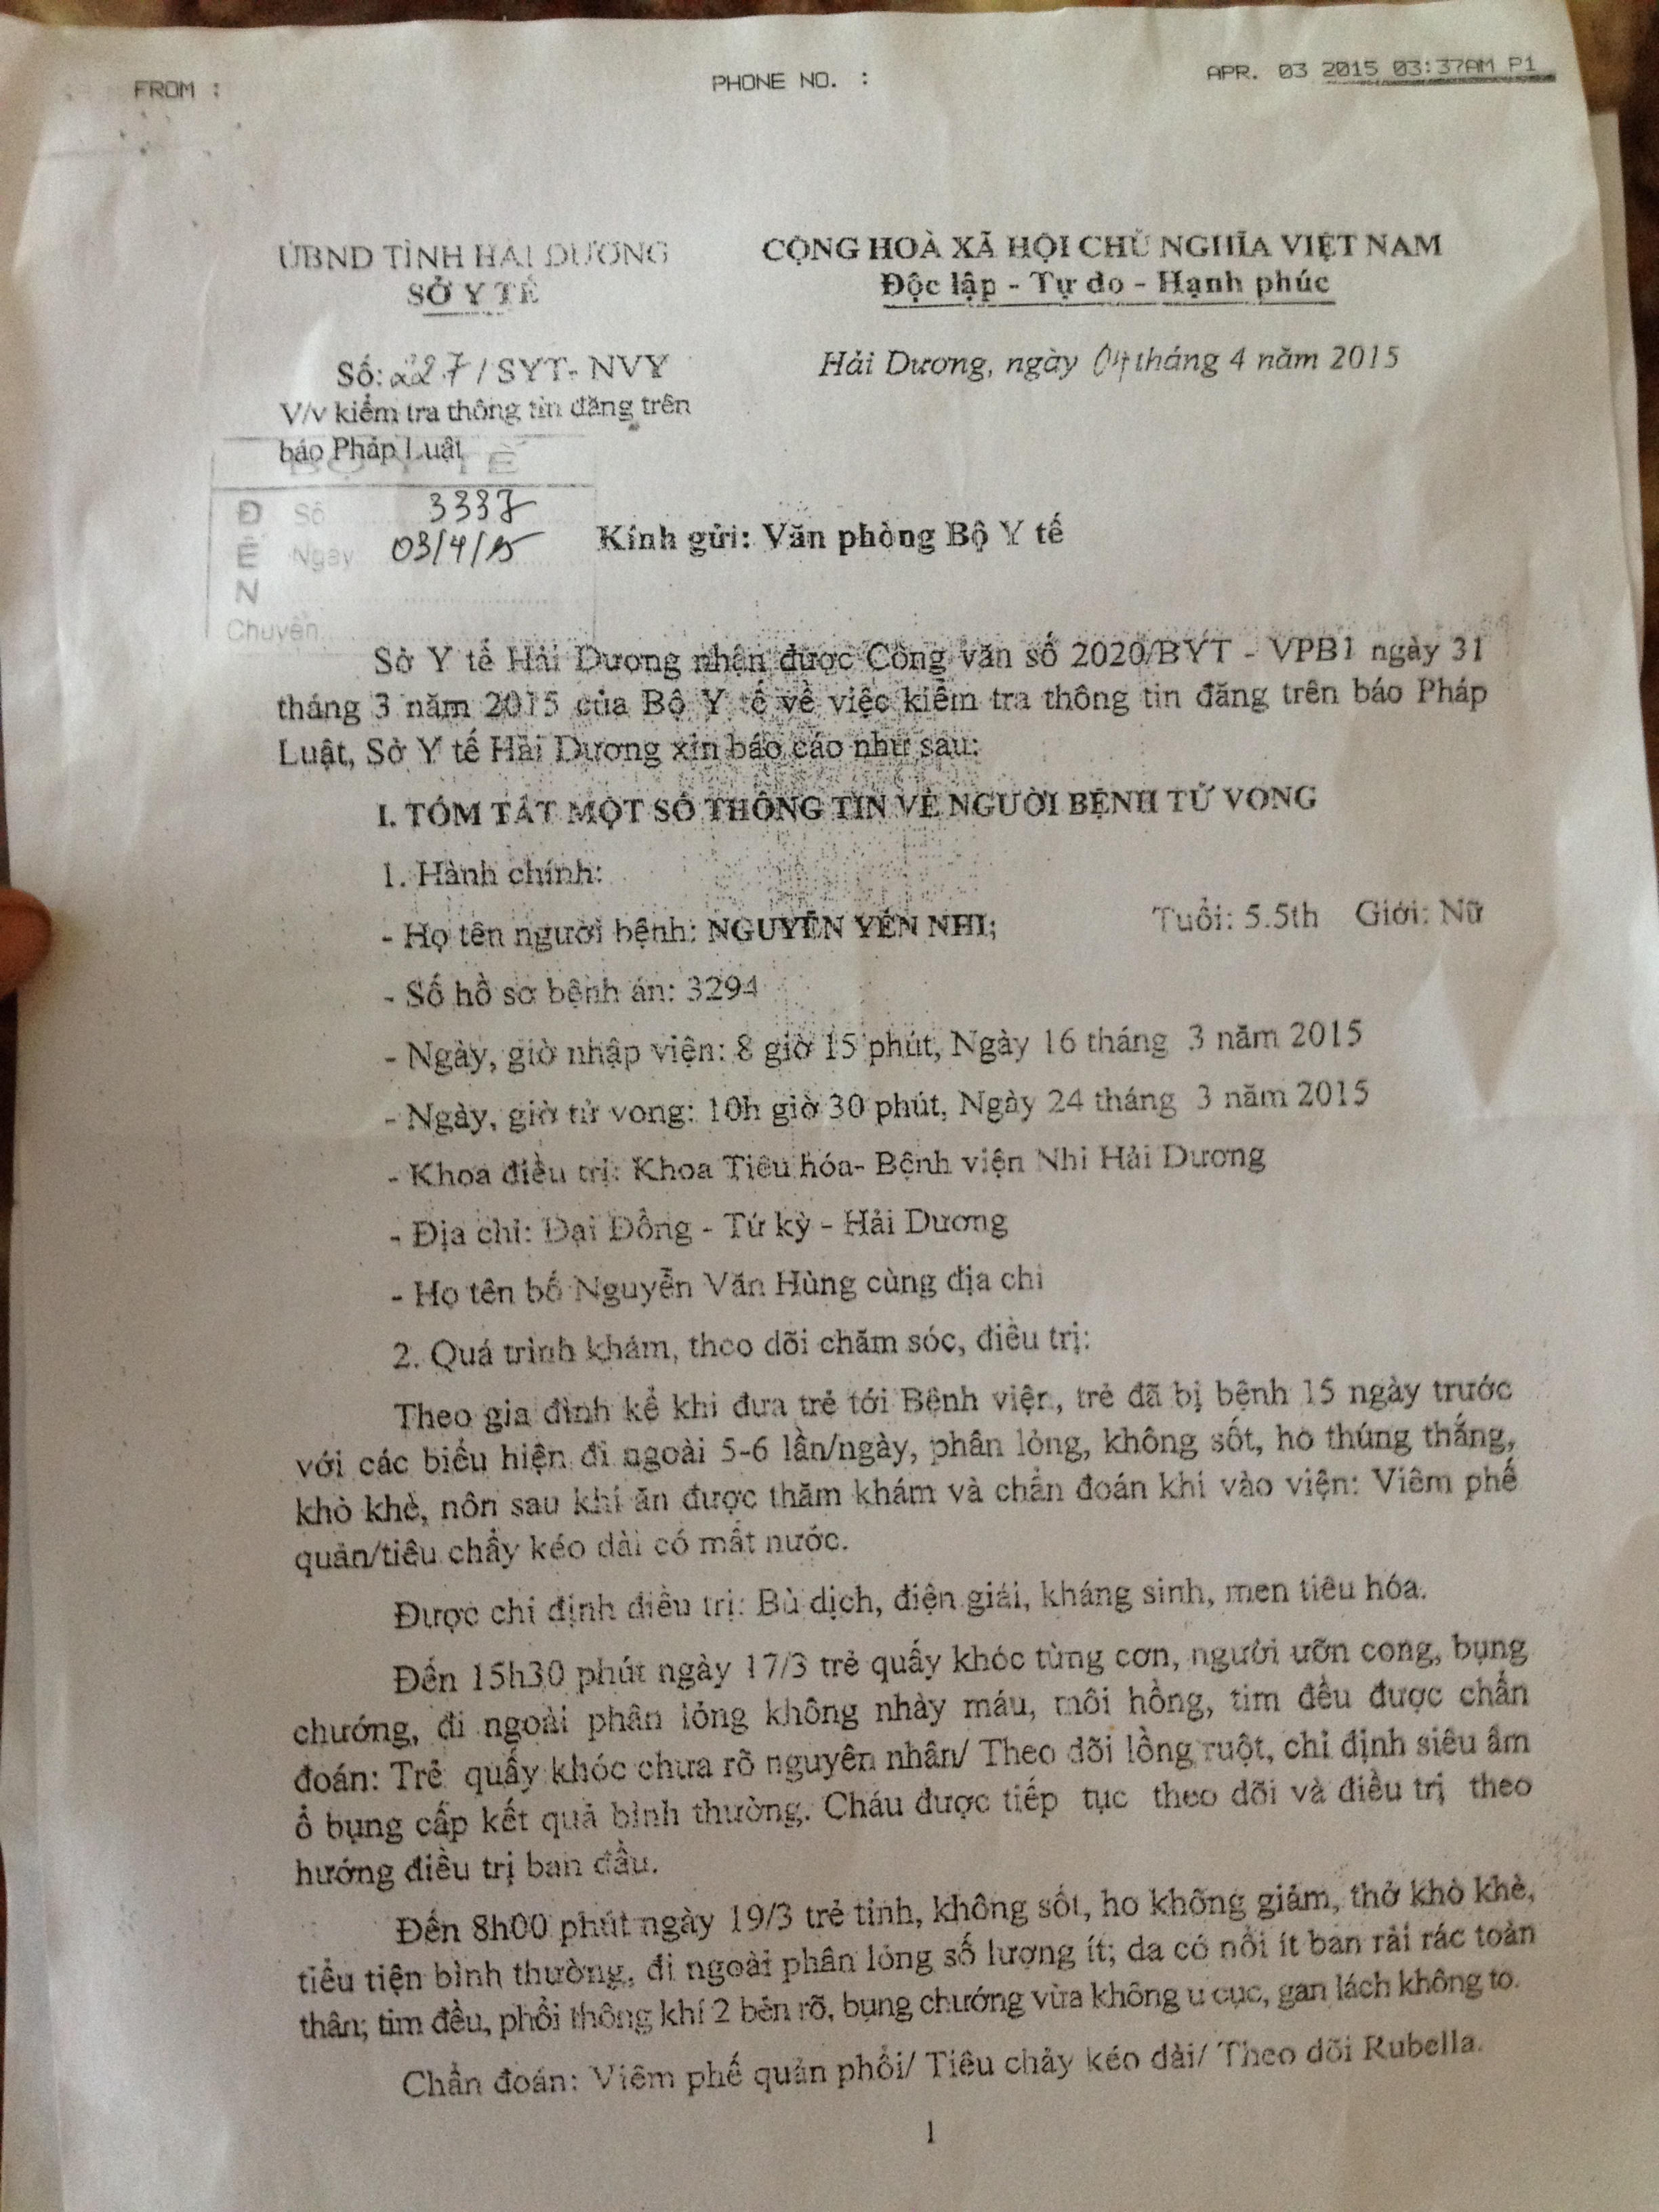 FROM :
PHONE NO. :
APR. 03 2015 03:37AM P1
UBND TỈNH HẢI DƯƠNG
SỞ Y TẾ
CỘNG HOÀ XÃ HỘI CHỦ NGHĨA VIỆT NAM
Độc lập - Tự do - Hạnh phúc
Số: 227 / SYT- NVY
Hải Dương, ngày 04 tháng 4 năm 2015
V/v kiểm tra thông tin đăng trên
báo Pháp Luật
BỘ Y TẾ
ĐẾN
Số 3337
Ngày 03/4/15
Chuyển
Kính gửi: Văn phòng Bộ Y tế
Sở Y tế Hải Dương nhận được Công văn số 2020/BYT - VPB1 ngày 31
tháng 3 năm 2015 của Bộ Y tế về việc kiểm tra thông tin đăng trên báo Pháp
Luật, Sở Y tế Hải Dương xin báo cáo như sau:
I. TÓM TẮT MỘT SỐ THÔNG TIN VỀ NGƯỜI BỆNH TỬ VONG
1. Hành chính:
- Họ tên người bệnh: NGUYỄN YẾN NHI; Tuổi: 5.5th Giới: Nữ
- Số hồ sơ bệnh án: 3294
- Ngày, giờ nhập viện: 8 giờ 15 phút, Ngày 16 tháng 3 năm 2015
- Ngày, giờ tử vong: 10h giờ 30 phút, Ngày 24 tháng 3 năm 2015
- Khoa điều trị: Khoa Tiêu hóa- Bệnh viện Nhi Hải Dương
- Địa chỉ: Đại Đồng - Tứ kỳ - Hải Dương
- Họ tên bố Nguyễn Văn Hùng cùng địa chỉ
2. Quá trình khám, theo dõi chăm sóc, điều trị:
Theo gia đình kể khi đưa trẻ tới Bệnh viện, trẻ đã bị bệnh 15 ngày trước
với các biểu hiện đi ngoài 5-6 lần/ngày, phân lỏng, không sốt, ho thúng thắng,
khò khè, nôn sau khi ăn được thăm khám và chẩn đoán khi vào viện: Viêm phế
quản/tiêu chẩy kéo dài có mất nước.
Được chỉ định điều trị: Bù dịch, điện giải, kháng sinh, men tiêu hóa.
Đến 15h30 phút ngày 17/3 trẻ quấy khóc từng cơn, người ưỡn cong, bụng
chướng, đi ngoài phân lỏng không nhày máu, môi hồng, tim đều được chẩn
đoán: Trẻ quấy khóc chưa rõ nguyên nhân/ Theo dõi lồng ruột, chỉ định siêu âm
ổ bụng cấp kết quả bình thường. Cháu được tiếp tục theo dõi và điều trị theo
hướng điều trị ban đầu.
Đến 8h00 phút ngày 19/3 trẻ tỉnh, không sốt, ho không giảm, thở khò khè,
tiểu tiện bình thường, đi ngoài phân lỏng số lượng ít; da có nổi ít ban rải rác toàn
thân; tim đều, phổi thông khí 2 bên rõ, bụng chướng vừa không u cục, gan lách không to.
Chẩn đoán: Viêm phế quản phổi/ Tiêu chảy kéo dài/ Theo dõi Rubella.
1